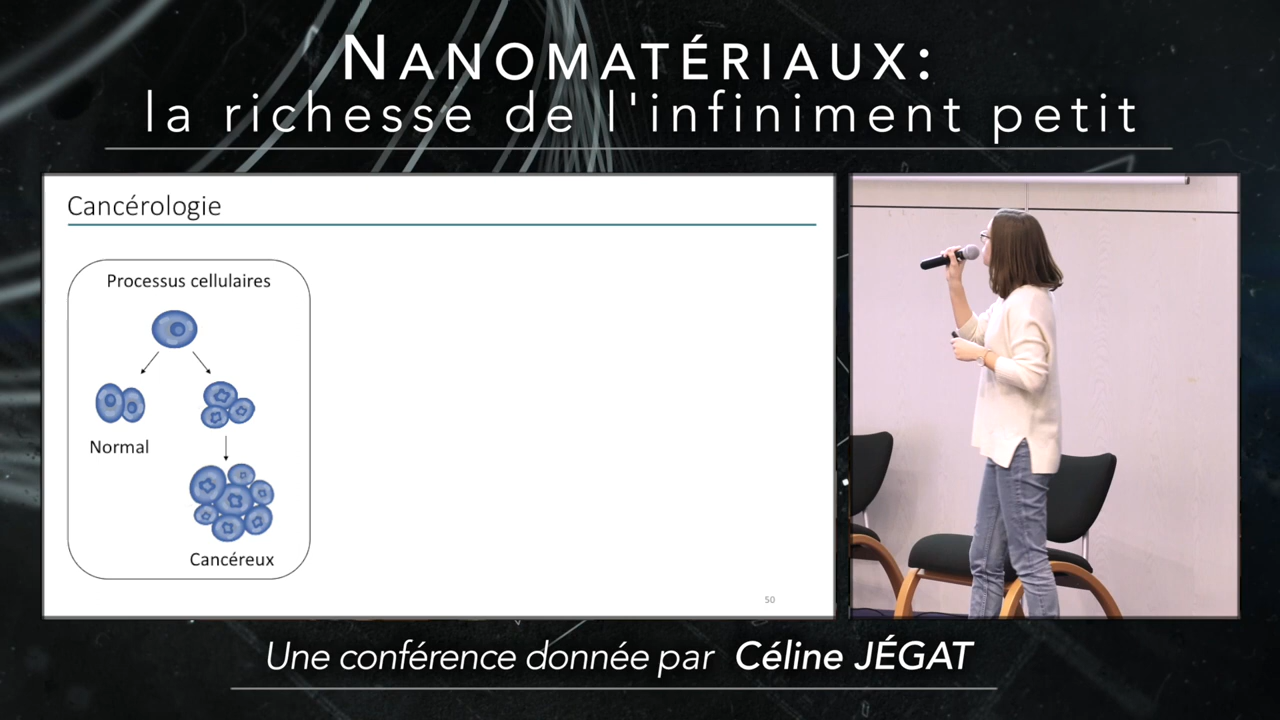 NANOMATÉRIAUX:
la richesse de l'infiniment petit
Cancérologie
Processus cellulaires
Normal
Cancéreux
50
Une conférence donnée par Céline JÉGAT